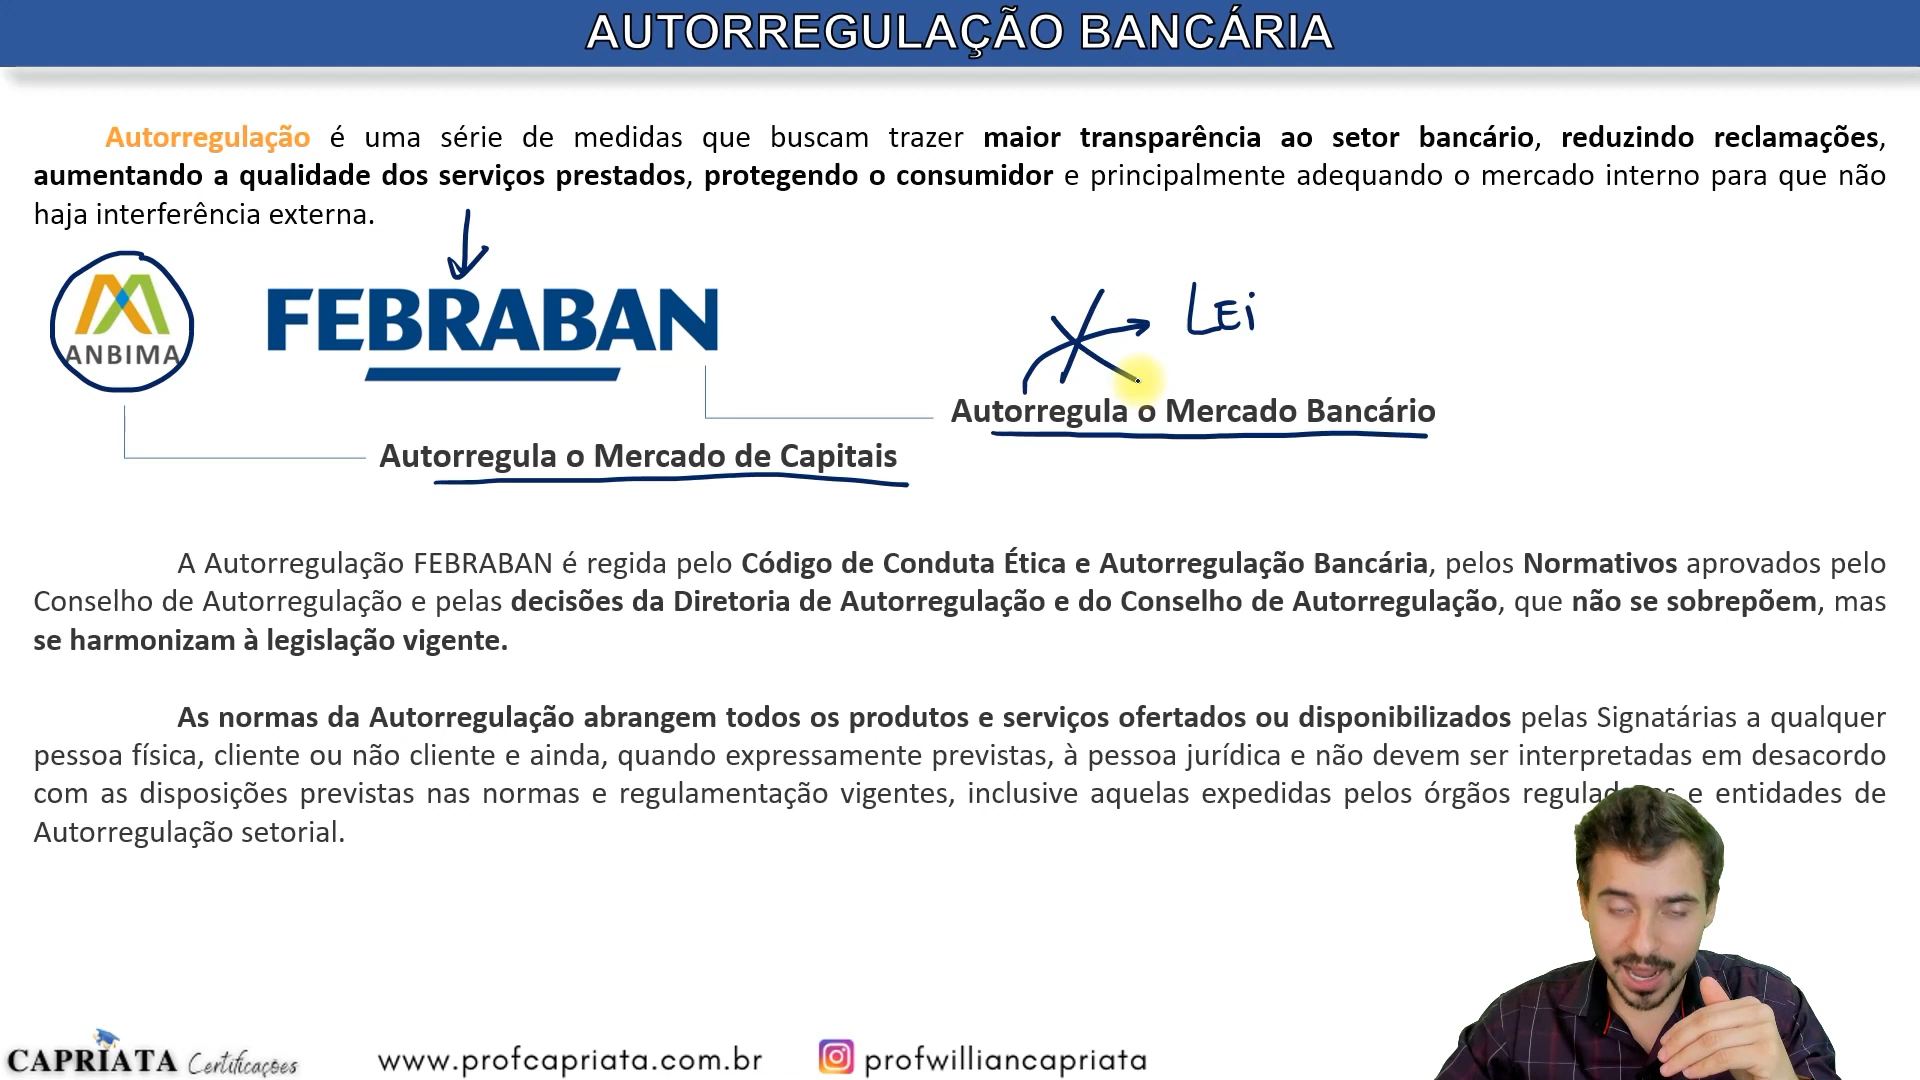 AUTORREGULAÇÃO BANCÁRIA
Autorregulação é uma série de medidas que buscam trazer maior transparência ao setor bancário, reduzindo reclamações,
aumentando a qualidade dos serviços prestados, protegendo o consumidor e principalmente adequando o mercado interno para que não
haja interferência externa.
ANBIMA
FEBRABAN
LEi
Autorregula o Mercado Bancário
Autorregula o Mercado de Capitais
A Autorregulação FEBRABAN é regida pelo Código de Conduta Ética e Autorregulação Bancária, pelos Normativos aprovados pelo
Conselho de Autorregulação e pelas decisões da Diretoria de Autorregulação e do Conselho de Autorregulação, que não se sobrepõem, mas
se harmonizam à legislação vigente.
As normas da Autorregulação abrangem todos os produtos e serviços ofertados ou disponibilizados pelas Signatárias a qualquer
pessoa física, cliente ou não cliente e ainda, quando expressamente previstas, à pessoa jurídica e não devem ser interpretadas em desacordo
com as disposições previstas nas normas e regulamentação vigentes, inclusive aquelas expedidas pelos órgãos e entidades de
Autorregulação setorial.
CAPRIATA Certificações
www.profcapriata.com.br
profwilliancapriata